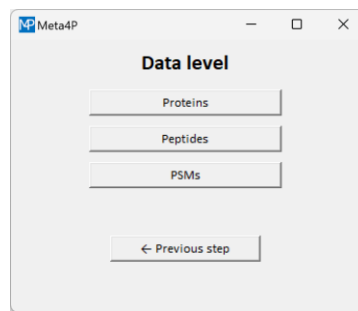 MP Meta4P
Data level
Proteins
Peptides
PSMs
← Previous step